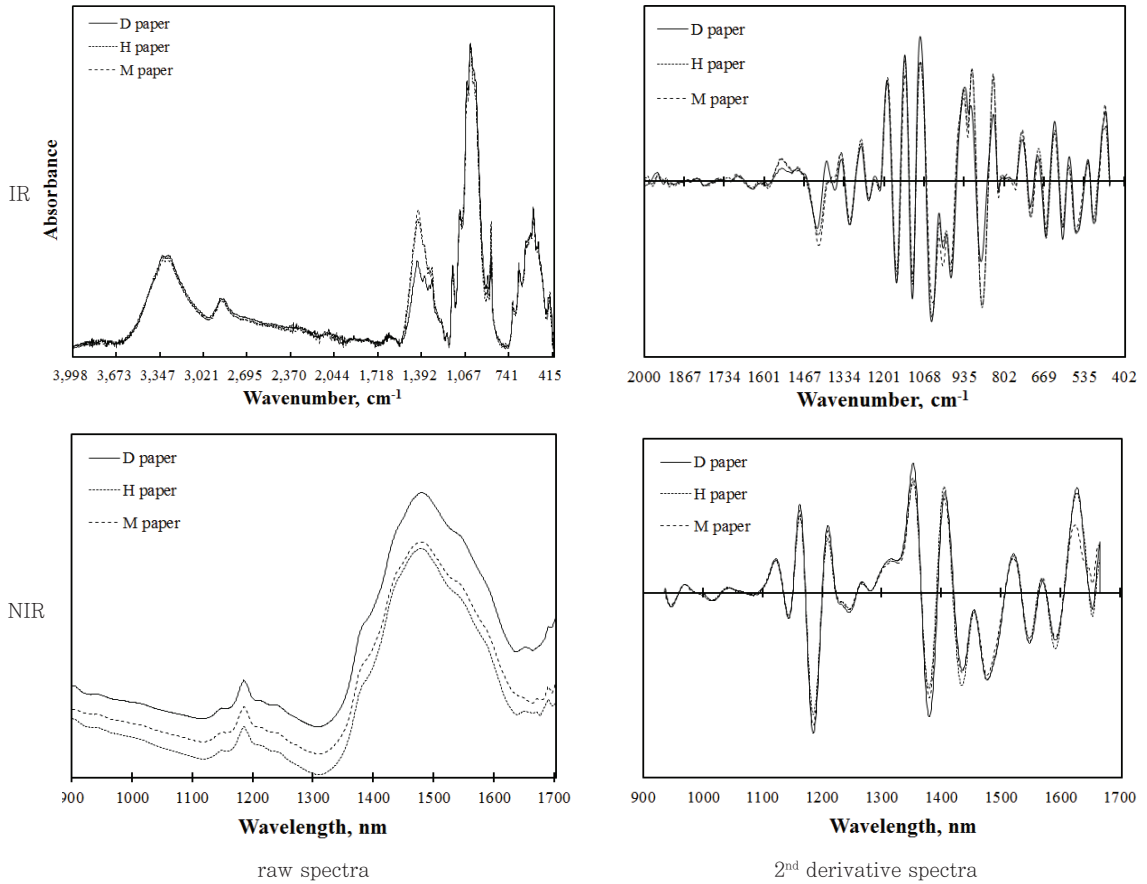 D paper
H paper
M paper
Absorbance
3,998 3,673 3,347 3,021 2,695 2,370 2,044 1,718 1,392 1,067 741 415
Wavenumber, cm⁻¹
D paper
H paper
M paper
2000 1867 1734 1601 1467 1334 1201 1068 935 802 669 535 402
Wavenumber, cm⁻¹
IR
D paper
H paper
M paper
900 1000 1100 1200 1300 1400 1500 1600 1700
Wavelength, nm
D paper
H paper
M paper
900 1000 1100 1200 1300 1400 1500 1600 1700
Wavelength, nm
NIR
raw spectra
2ⁿᵈ derivative spectra